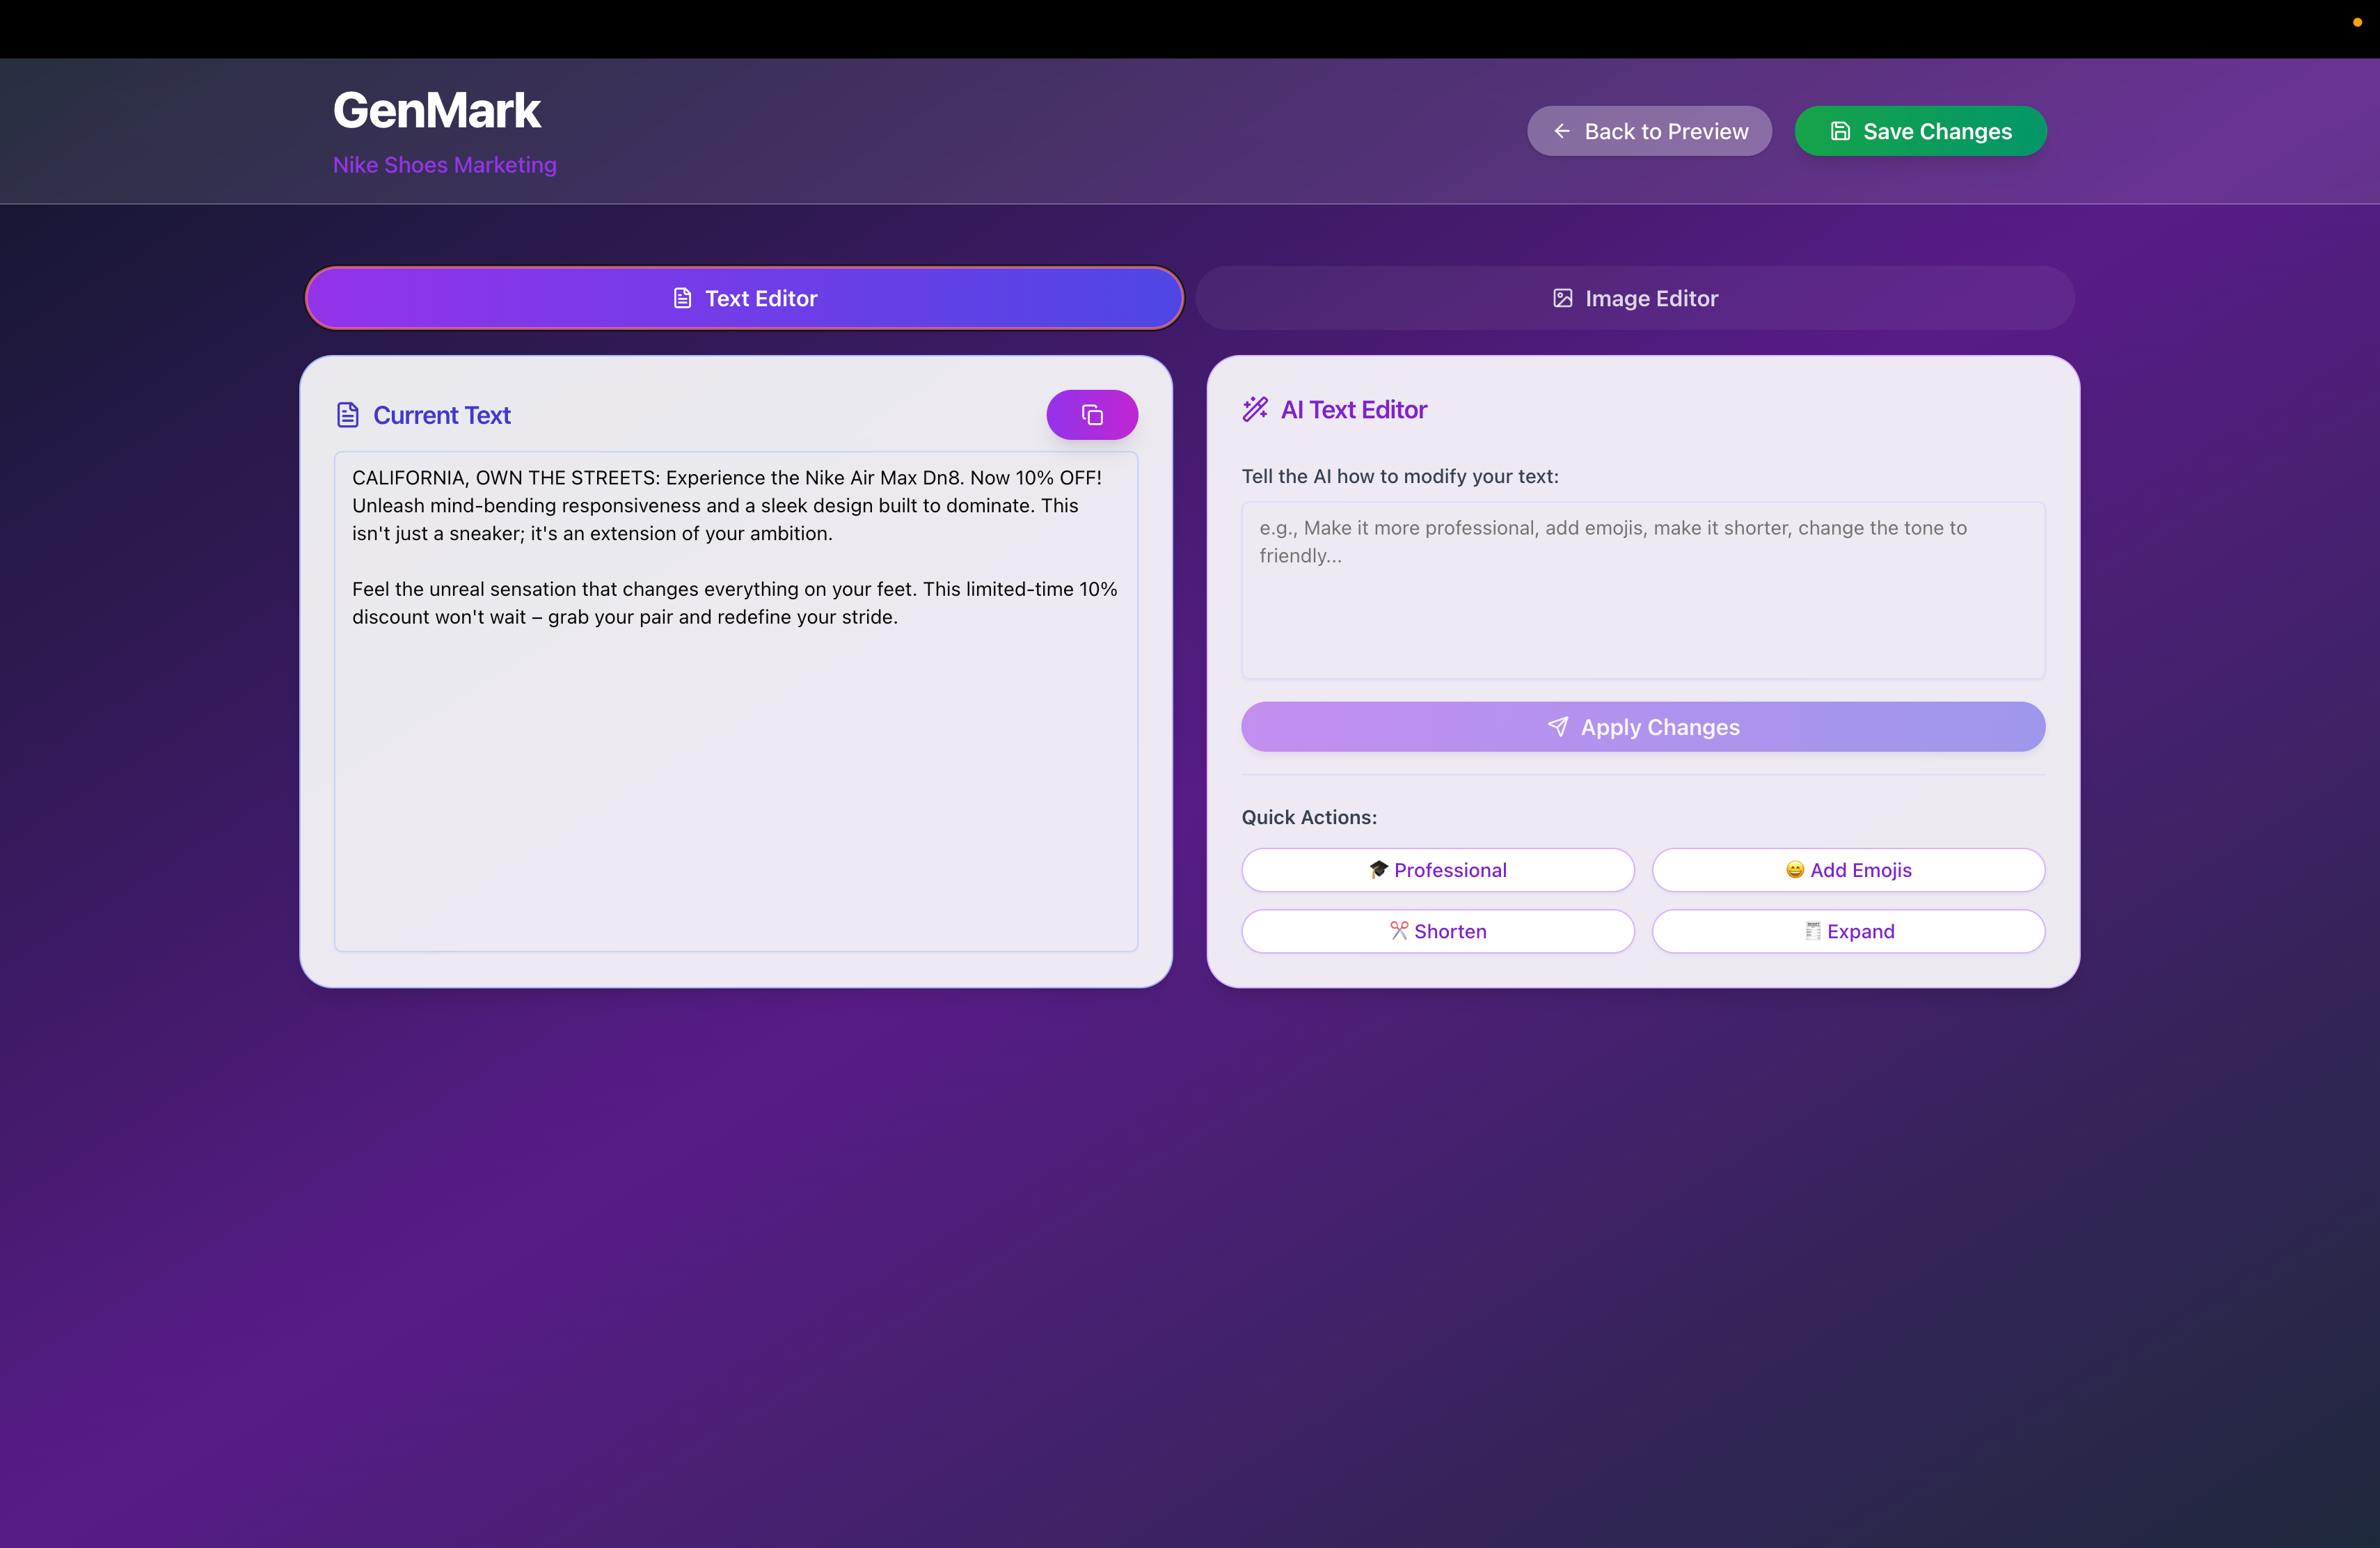 GenMark
Nike Shoes Marketing
Back to Preview
Save Changes
Text Editor
Image Editor
Current Text
CALIFORNIA, OWN THE STREETS: Experience the Nike Air Max Dn8. Now 10% OFF!
Unleash mind-bending responsiveness and a sleek design built to dominate. This
isn't just a sneaker; it's an extension of your ambition.
Feel the unreal sensation that changes everything on your feet. This limited-time 10%
discount won't wait – grab your pair and redefine your stride.
AI Text Editor
Tell the AI how to modify your text:
e.g., Make it more professional, add emojis, make it shorter, change the tone to
friendly...
Apply Changes
Quick Actions:
🎓 Professional
😄 Add Emojis
✂️ Shorten
🧾 Expand